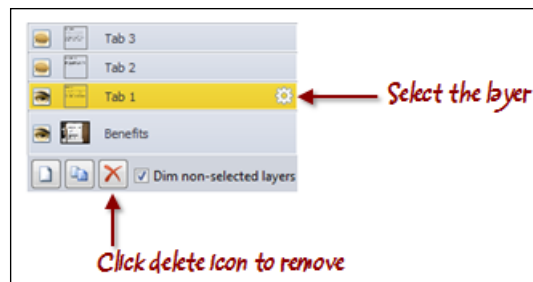 Tab 3
Tab 2
Tab 1
Select the layer
Benefits
Dim non-selected layers
Click delete icon to remove